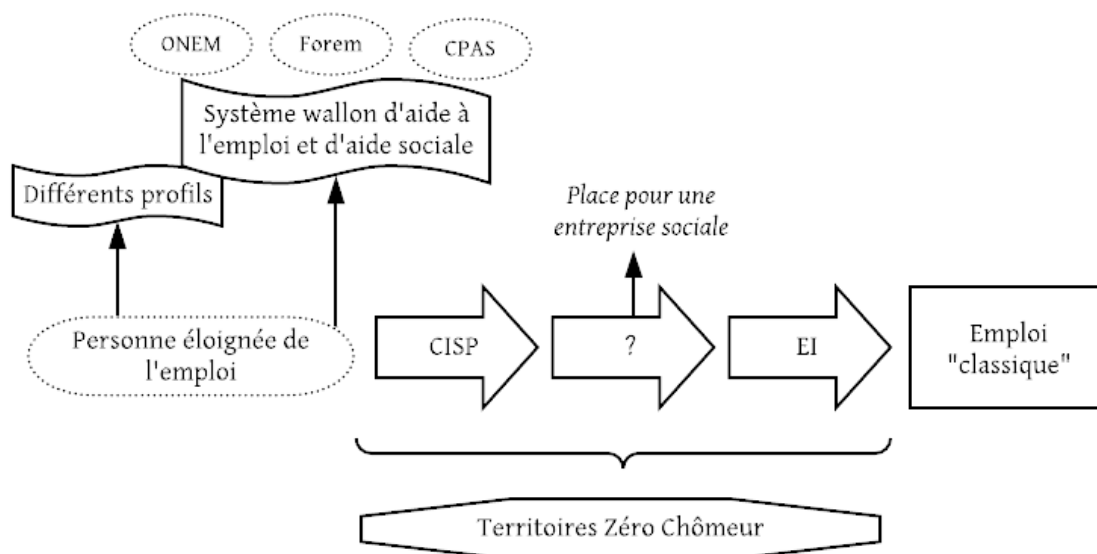 ONEM
Forem
CPAS
Système wallon d'aide à
l'emploi et d'aide sociale
Différents profils
Place pour une
entreprise sociale
Personne éloignée de
l'emploi
CISP
?
EI
Emploi
"classique"
Territoires Zéro Chômeur